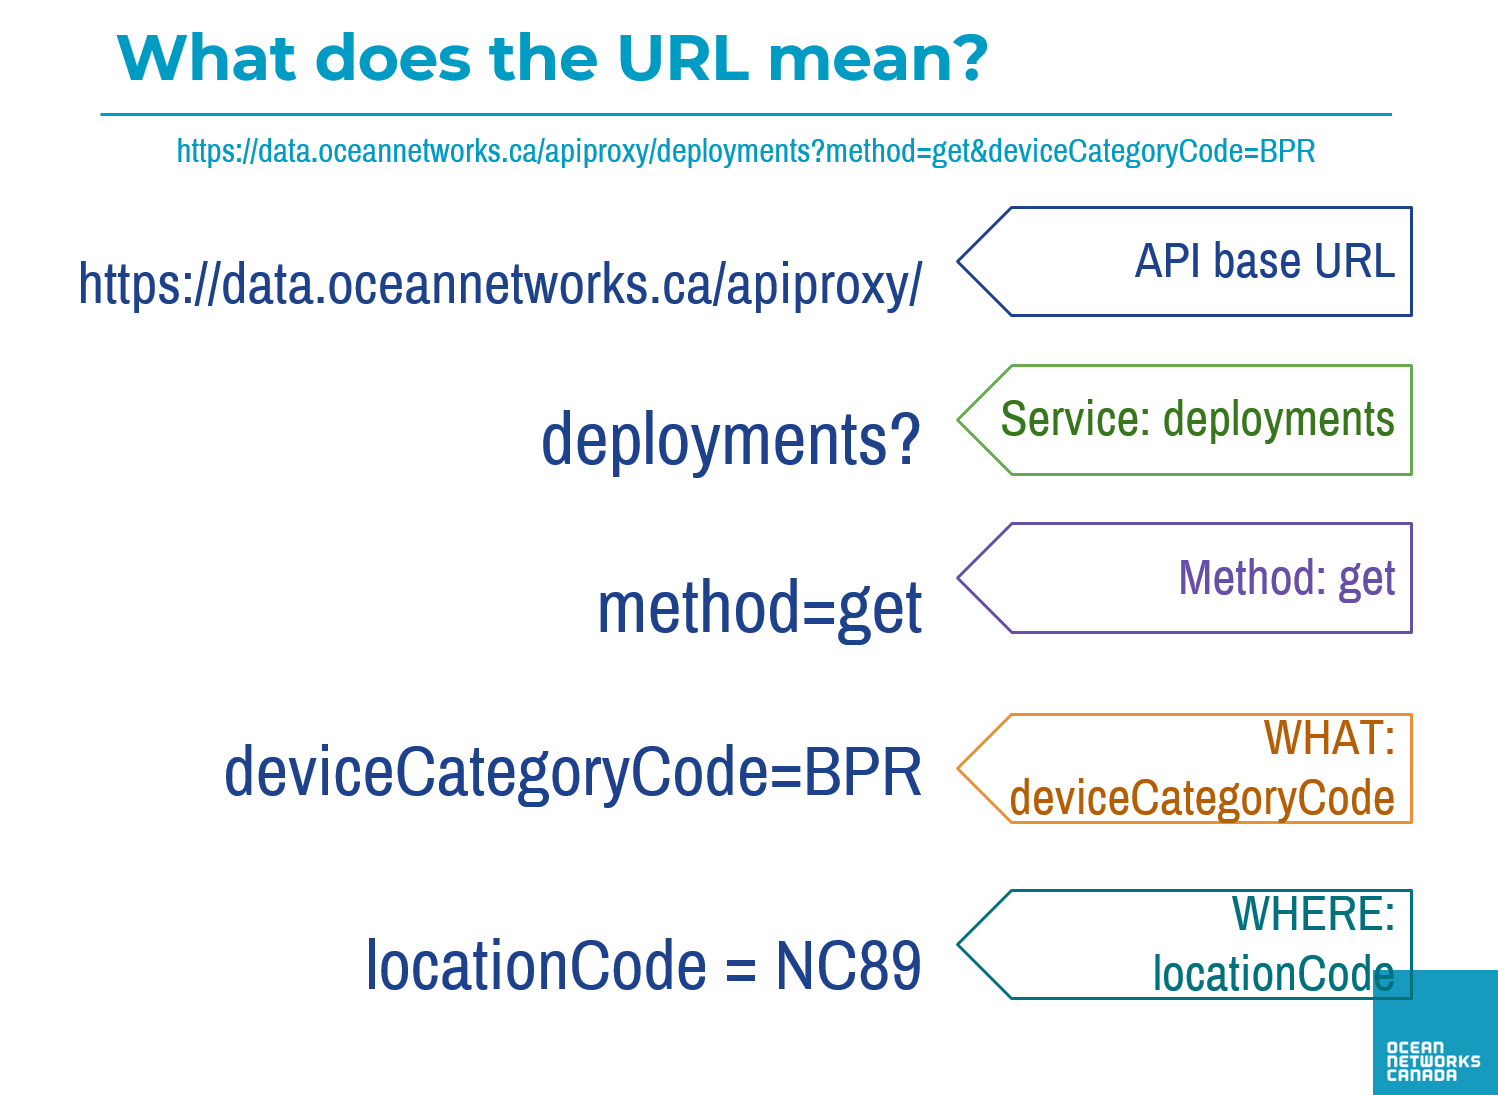 What does the URL mean?
https://data.oceannetworks.ca/apiproxy/deployments?method=get&deviceCategoryCode=BPR
https://data.oceannetworks.ca/apiproxy/
API base URL
deployments?
Service: deployments
method=get
Method: get
deviceCategoryCode=BPR
WHAT:
deviceCategoryCode
locationCode = NC89
WHERE:
locationCode
OCEAN
NETWORKS
CANADA